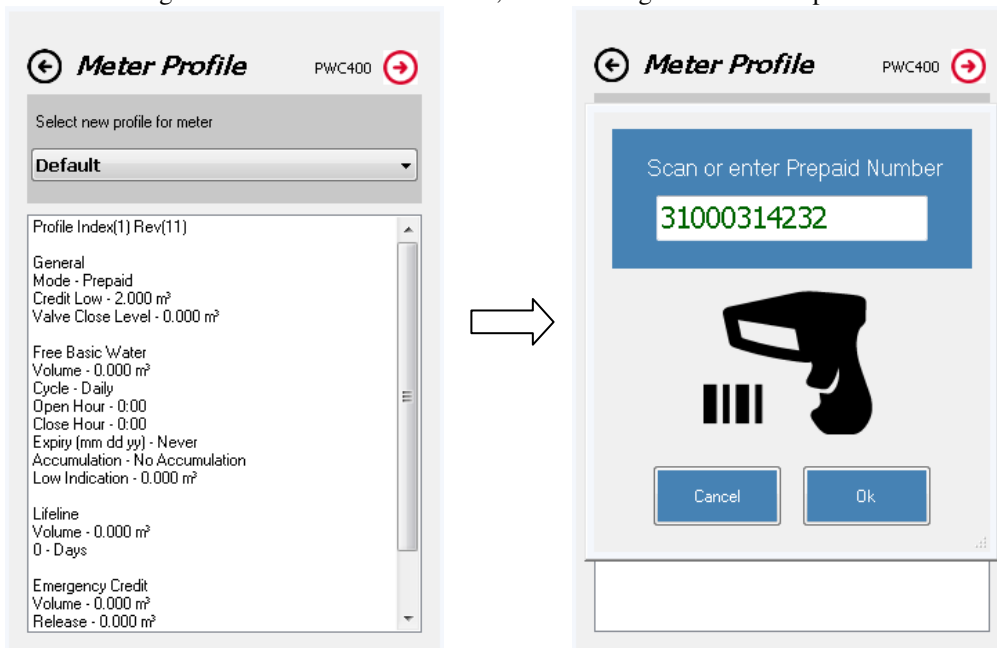 Meter Profile PWC400
Select new profile for meter
Default
Profile Index(1) Rev(11)
General
Mode - Prepaid
Credit Low - 2.000 m³
Valve Close Level - 0.000 m³
Free Basic Water
Volume - 0.000 m³
Cycle - Daily
Open Hour - 0:00
Close Hour - 0:00
Expiry (mm dd yy) - Never
Accumulation - No Accumulation
Low Indication - 0.000 m³
Lifeline
Volume - 0.000 m³
0 - Days
Emergency Credit
Volume - 0.000 m³
Release - 0.000 m³
Meter Profile PWC400
Scan or enter Prepaid Number
31000314232
Cancel
Ok